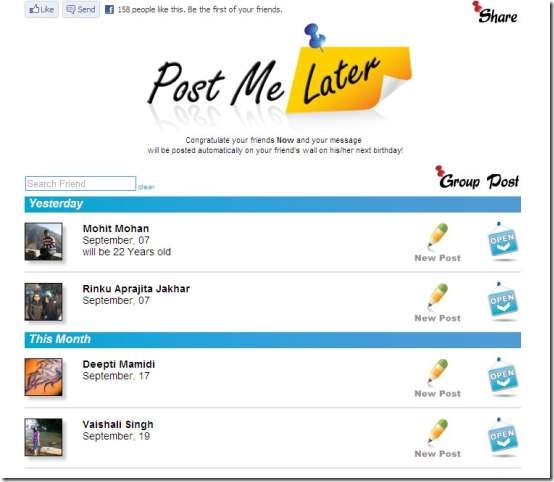 Like Send 158 people like this. Be the first of your friends.
Share
Post Me Later
Congratulate your friends Now and your message
will be posted automatically on your friend's wall on his/her next birthday!
Search Friend clear
Group Post
Yesterday
Mohit Mohan
September, 07
will be 22 Years old
New Post
OPEN
Rinku Aprajita Jakhar
September, 07
New Post
OPEN
This Month
Deepti Mamidi
September, 17
New Post
OPEN
Vaishali Singh
September, 19
New Post
OPEN